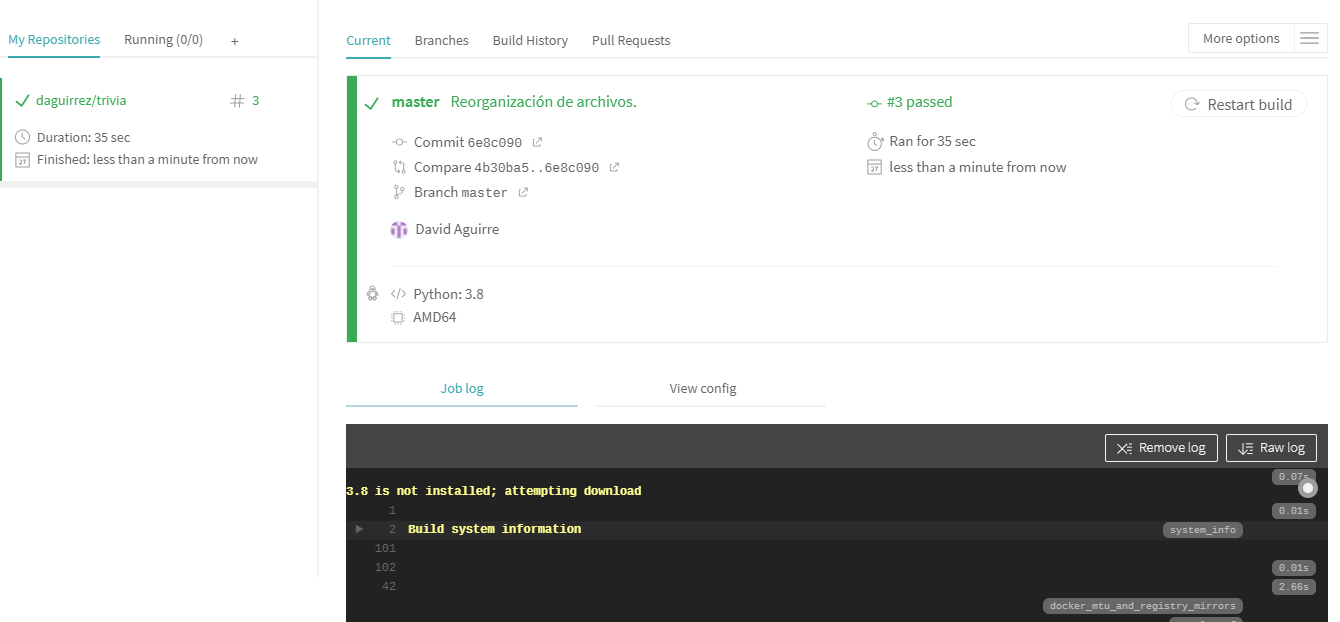 My Repositories Running (0/0) +
daguirrez/trivia # 3
Duration: 35 sec
Finished: less than a minute from now
Current Branches Build History Pull Requests
More options
master Reorganización de archivos.
#3 passed
Restart build
Commit 6e8c090
Ran for 35 sec
Compare 4b30ba5..6e8c090
less than a minute from now
Branch master
David Aguirre
</> Python: 3.8
AMD64
Job log View config
Remove log Raw log
0.07s
3.8 is not installed; attempting download
1 0.01s
2 Build system information system_info
101
102 0.01s
42 2.66s
docker_mtu_and_registry_mirrors